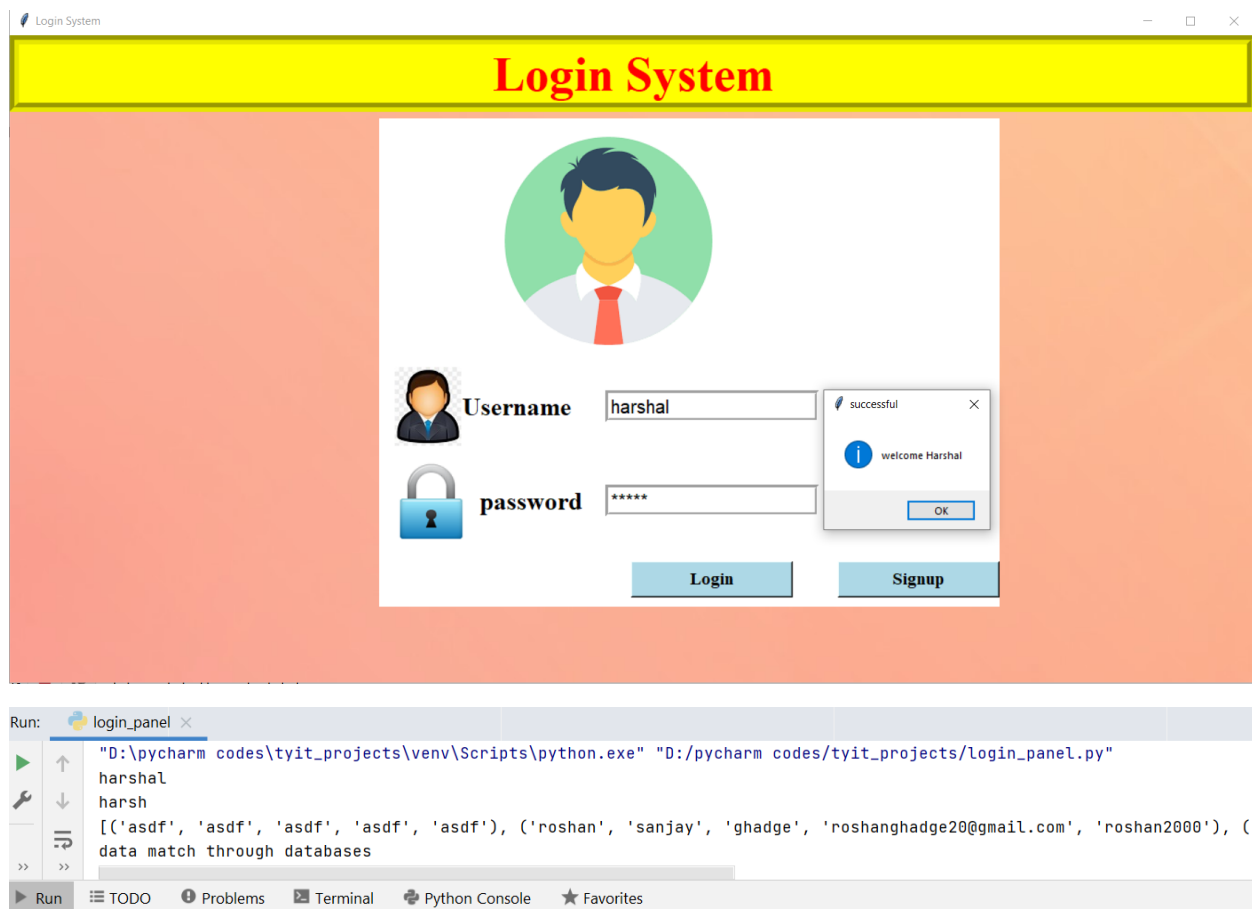 Login System
Login System
Username harshal
successful
welcome Harshal
OK
password *****
Login Signup
Run: login_panel
"D:\pycharm codes\tyit_projects\venv\Scripts\python.exe" "D:/pycharm codes/tyit_projects/login_panel.py"
harshal
harsh
[('asdf', 'asdf', 'asdf', 'asdf', 'asdf'), ('roshan', 'sanjay', 'ghadge', 'roshanghadge20@gmail.com', 'roshan2000'), (
data match through databases
Run TODO Problems Terminal Python Console Favorites